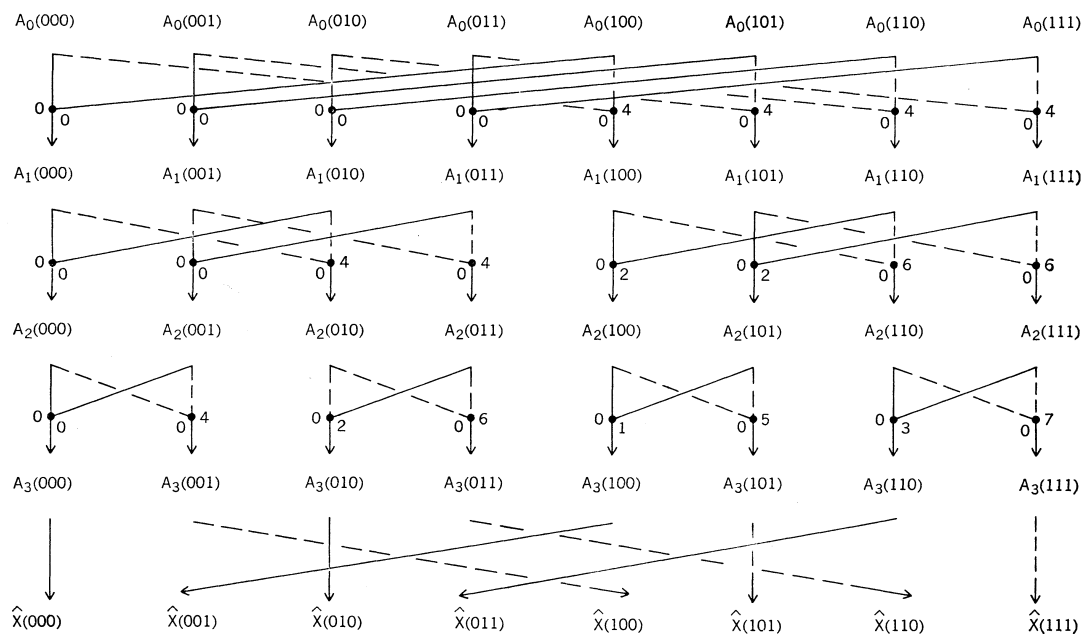 A0(000) A0(001) A0(010) A0(011) A0(100) A0(101) A0(110) A0(111)
0 0 0 0 0 0 0 0 0 4 0 4 0 4 0 4
A1(000) A1(001) A1(010) A1(011) A1(100) A1(101) A1(110) A1(111)
0 0 0 0 0 4 0 4 0 2 0 2 0 6 0 6
A2(000) A2(001) A2(010) A2(011) A2(100) A2(101) A2(110) A2(111)
0 0 0 4 0 2 0 6 0 1 0 5 0 3 0 7
A3(000) A3(001) A3(010) A3(011) A3(100) A3(101) A3(110) A3(111)
X̂(000) X̂(001) X̂(010) X̂(011) X̂(100) X̂(101) X̂(110) X̂(111)